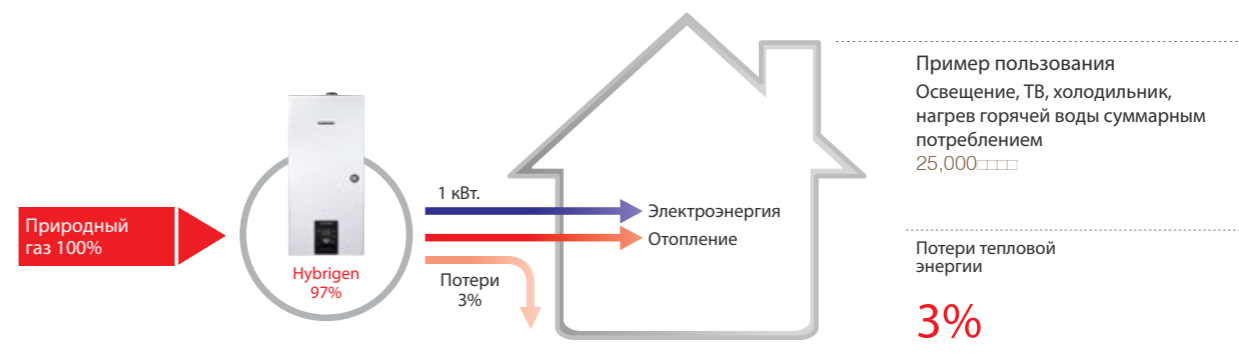 Природный
газ 100%
Hybrigen
97%
1 кВт.
Потери
3%
Электроэнергия
Отопление
Пример пользования
Освещение, ТВ, холодильник,
нагрев горячей воды суммарным
потреблением
25,000□□□□
Потери тепловой
энергии
3%